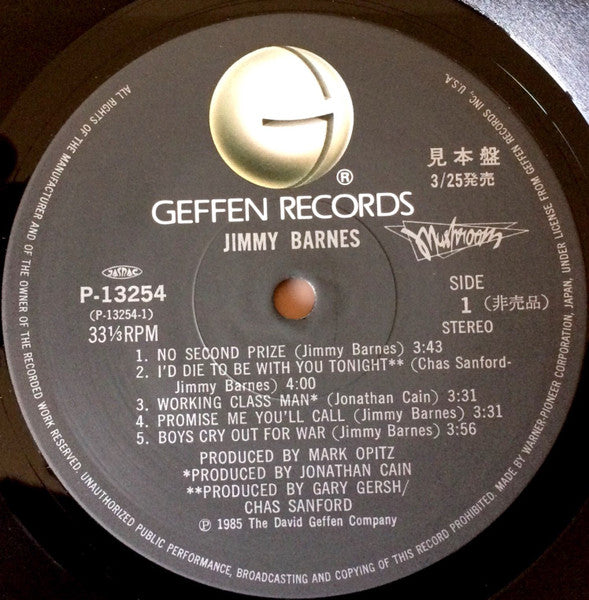 ®
GEFFEN RECORDS
JIMMY BARNES
見本盤
3/25発売
Mushroom
JASRAC
P-13254
(P-13254-1)
33⅓RPM
SIDE
1 (非売品)
STEREO
1. NO SECOND PRIZE (Jimmy Barnes) 3:43
2. I'D DIE TO BE WITH YOU TONIGHT** (Chas Sanford-
Jimmy Barnes) 4:00
3. WORKING CLASS MAN* (Jonathan Cain) 3:31
4. PROMISE ME YOU'LL CALL (Jimmy Barnes) 3:31
5. BOYS CRY OUT FOR WAR (Jimmy Barnes) 3:56
PRODUCED BY MARK OPITZ
*PRODUCED BY JONATHAN CAIN
**PRODUCED BY GARY GERSH/
CHAS SANFORD
Ⓟ 1985 The David Geffen Company
ALL RIGHTS OF THE MANUFACTURER AND OF THE OWNER OF THE RECORDED WORK RESERVED. UNAUTHORIZED PUBLIC PERFORMANCE, BROADCASTING AND COPYING OF THIS RECORD PROHIBITED. MADE BY WARNER-PIONEER CORPORATION, JAPAN, UNDER LICENSE FROM GEFFEN RECORDS INC., U.S.A.